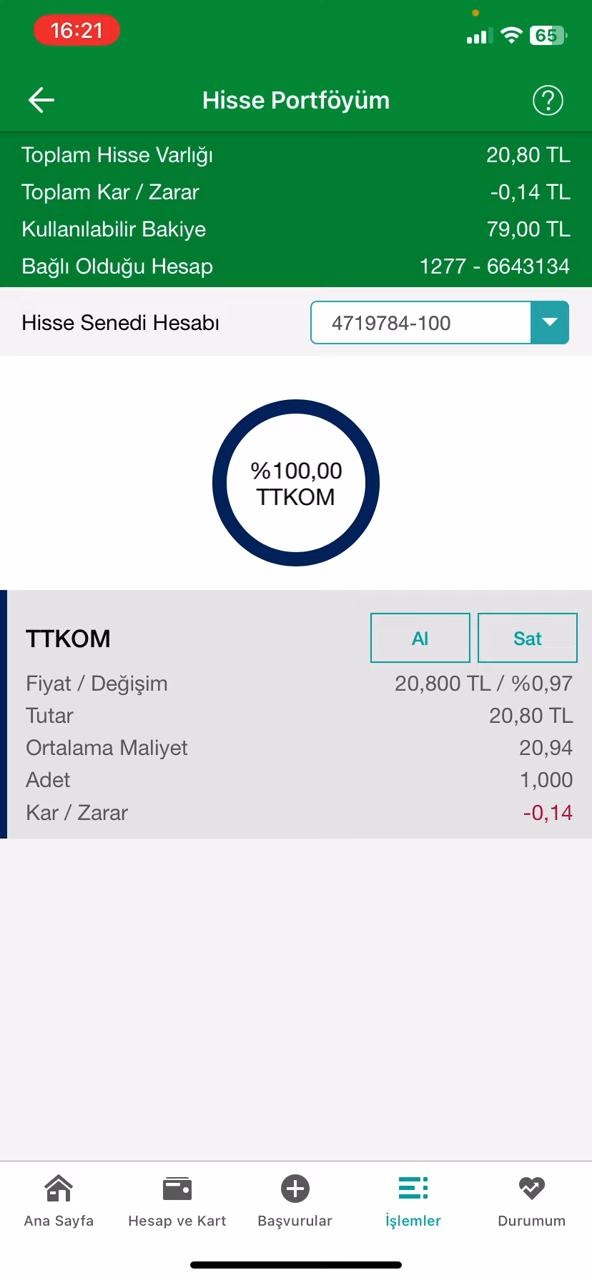 16:21
65
Hisse Portföyüm
?
Toplam Hisse Varlığı 20,80 TL
Toplam Kar / Zarar -0,14 TL
Kullanılabilir Bakiye 79,00 TL
Bağlı Olduğu Hesap 1277 - 6643134
Hisse Senedi Hesabı 4719784-100
%100,00
TTKOM
TTKOM Al Sat
Fiyat / Değişim 20,800 TL / %0,97
Tutar 20,80 TL
Ortalama Maliyet 20,94
Adet 1,000
Kar / Zarar -0,14
Ana Sayfa Hesap ve Kart Başvurular İşlemler Durumum